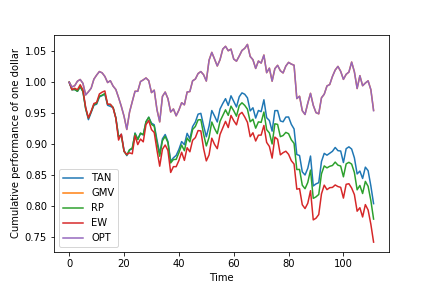 Cumulative performance of one dollar
1.05
1.00
0.95
0.90
0.85
0.80
0.75
TAN
GMV
RP
EW
OPT
0 20 40 60 80 100
Time